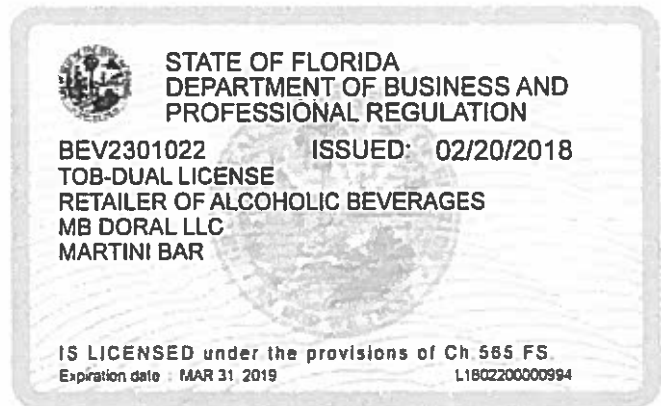 STATE OF FLORIDA
DEPARTMENT OF BUSINESS AND
PROFESSIONAL REGULATION
BEV2301022 ISSUED: 02/20/2018
TOB-DUAL LICENSE
RETAILER OF ALCOHOLIC BEVERAGES
MB DORAL LLC
MARTINI BAR
IS LICENSED under the provisions of Ch.565 FS.
Expiration date : MAR 31, 2019 L1802200000994